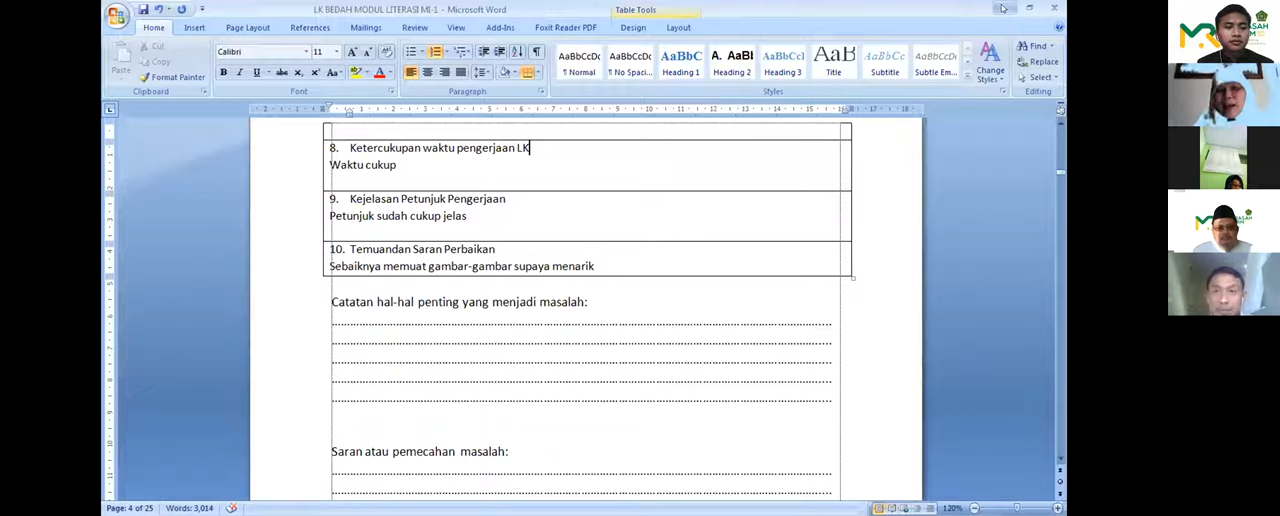 LK BEDAH MODUL LITERASI MI-1 - Microsoft Word
Table Tools
Home Insert Page Layout References Mailings Review View Add-Ins Foxit Reader PDF Design Layout
Cut
Copy
Format Painter
Paste
Clipboard
Calibri 11
Font
Paragraph
AaBbCcDc AaBbCcDc AaBbC A. AaBl AaBbCcl AaB AaBbCcI AaBbCcDc
¶ Normal ¶ No Spaci... Heading 1 Heading 2 Heading 3 Title Subtitle Subtle Em...
Styles
Change Styles
Find
Replace
Select
Editing
8. Ketercukupan waktu pengerjaan LK
Waktu cukup
9. Kejelasan Petunjuk Pengerjaan
Petunjuk sudah cukup jelas
10. Temuandan Saran Perbaikan
Sebaiknya memuat gambar-gambar supaya menarik
Catatan hal-hal penting yang menjadi masalah:
Saran atau pemecahan masalah:
Page: 4 of 25 Words: 3,014 120%